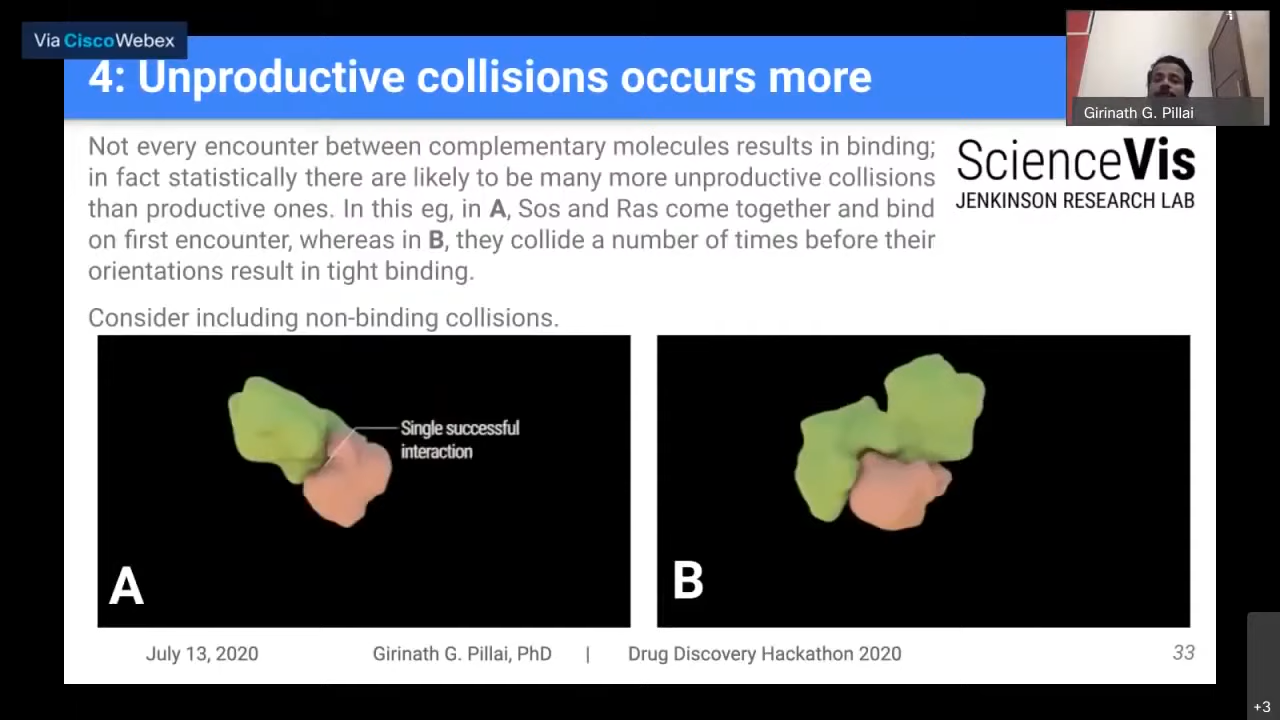 Via CiscoWebex
4: Unproductive collisions occurs more
Girinath G. Pillai
Not every encounter between complementary molecules results in binding;
in fact statistically there are likely to be many more unproductive collisions
than productive ones. In this eg, in A, Sos and Ras come together and bind
on first encounter, whereas in B, they collide a number of times before their
orientations result in tight binding.
Consider including non-binding collisions.
ScienceVis
JENKINSON RESEARCH LAB
Single successful
interaction
A
B
July 13, 2020 Girinath G. Pillai, PhD | Drug Discovery Hackathon 2020 33
+3